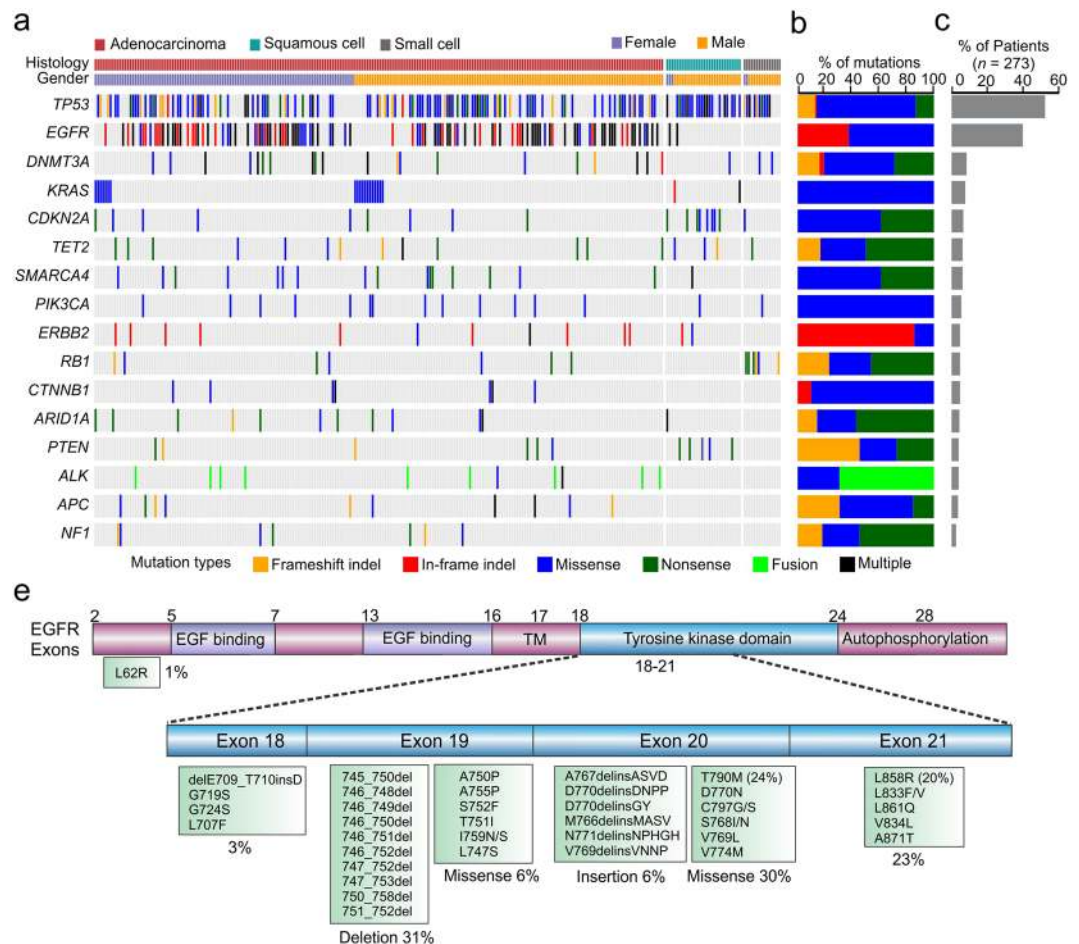 a
b
c
Adenocarcinoma Squamous cell Small cell Female Male
% of Patients
(n = 273)
% of mutations
Histology
Gender
0 20 40 60 80 100
0 20 40 60
TP53
EGFR
DNMT3A
KRAS
CDKN2A
TET2
SMARCA4
PIK3CA
ERBB2
RB1
CTNNB1
ARID1A
PTEN
ALK
APC
NF1
Mutation types Frameshift indel In-frame indel Missense Nonsense Fusion Multiple
e
2 5 7 13 16 17 18 24 28
EGFR
Exons
EGF binding EGF binding TM Tyrosine kinase domain Autophosphorylation
18-21
L62R 1%
Exon 18 Exon 19 Exon 20 Exon 21
delE709_T710insD
G719S
G724S
L707F
3%
745_750del
746_748del
746_749del
746_750del
746_751del
746_752del
747_752del
747_753del
750_758del
751_752del
Deletion 31%
A750P
A755P
S752F
T751I
I759N/S
L747S
Missense 6%
A767delinsASVD
D770delinsDNPP
D770delinsGY
M766delinsMASV
N771delinsNPHGH
V769delinsVNNP
Insertion 6%
T790M (24%)
D770N
C797G/S
S768I/N
V769L
V774M
Missense 30%
L858R (20%)
L833F/V
L861Q
V834L
A871T
23%